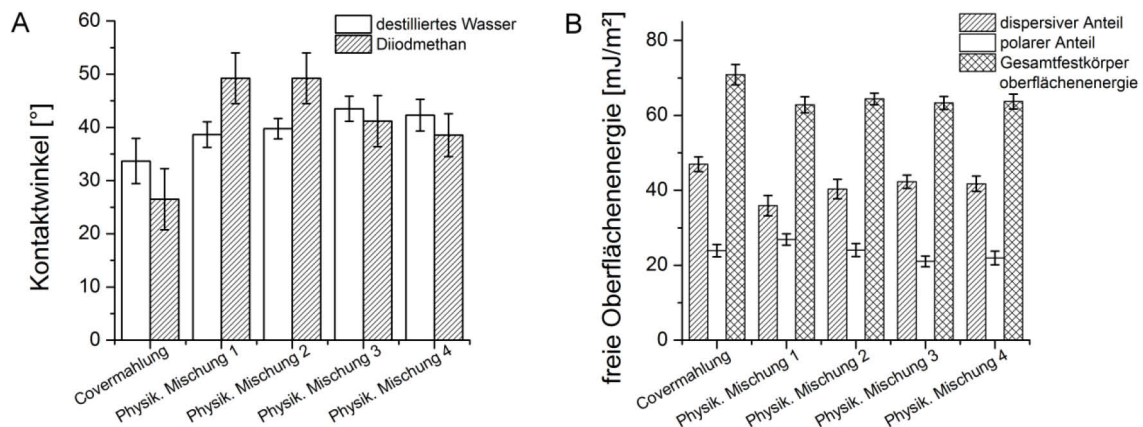 A
Kontaktwinkel [°]
60
50
40
30
20
10
0
destilliertes Wasser
Diiodmethan
Covermahlung
Physik. Mischung 1
Physik. Mischung 2
Physik. Mischung 3
Physik. Mischung 4
B
freie Oberflächenenergie [mJ/m²]
80
60
40
20
0
dispersiver Anteil
polarer Anteil
Gesamtfestkörper
oberflächenenergie
Covermahlung
Physik. Mischung 1
Physik. Mischung 2
Physik. Mischung 3
Physik. Mischung 4